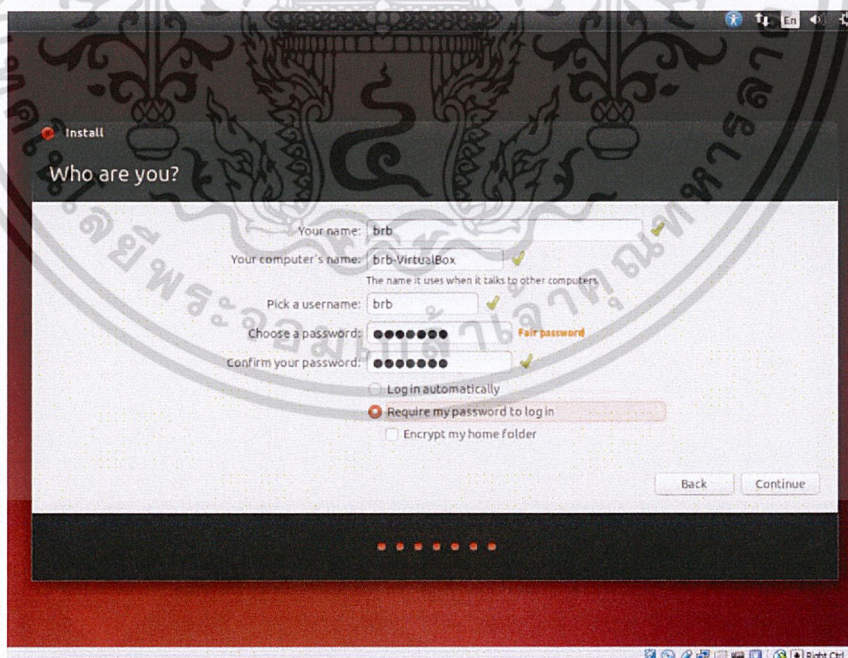 En
Install
Who are you?
Your name: brb
Your computer's name: brb-VirtualBox
The name it uses when it talks to other computers.
Pick a username: brb
Choose a password: ●●●●●●● Fair password
Confirm your password: ●●●●●●●
Log in automatically
Require my password to log in
Encrypt my home folder
Back Continue
Right Ctrl